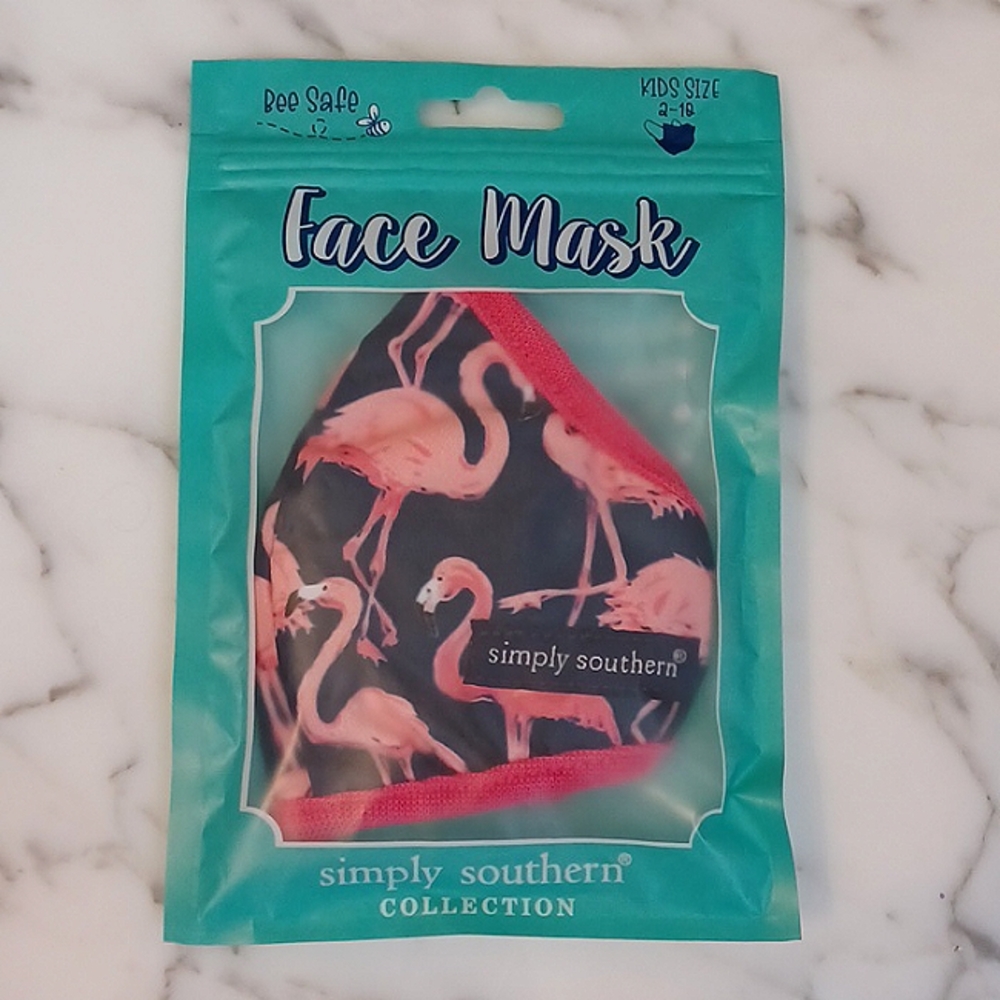 Bee Safe
KIDS SIZE
2-10
Face Mask
simply southern®
simply southern®
COLLECTION